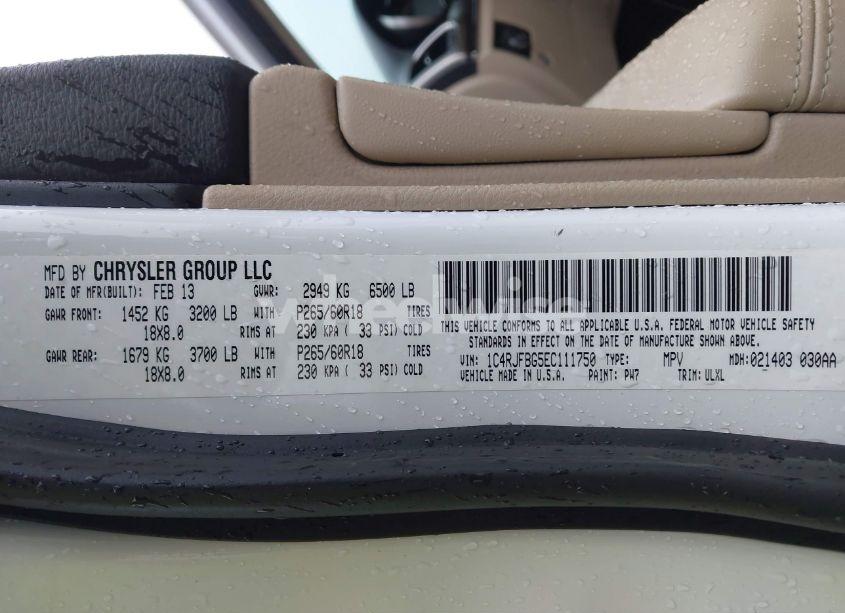 MFD BY CHRYSLER GROUP LLC
DATE OF MFR(BUILT): FEB 13 GVWR: 2949 KG 6500 LB
GAWR FRONT: 1452 KG 3200 LB WITH P265/60R18 TIRES
18X8.0 RIMS AT 230 KPA ( 33 PSI) COLD
GAWR REAR: 1679 KG 3700 LB WITH P265/60R18 TIRES
18X8.0 RIMS AT 230 KPA ( 33 PSI) COLD
THIS VEHICLE CONFORMS TO ALL APPLICABLE U.S.A. FEDERAL MOTOR VEHICLE SAFETY
STANDARDS IN EFFECT ON THE DATE OF MANUFACTURE SHOWN ABOVE.
VIN: 1C4RJFBG5EC111750 TYPE: MPV MDH:021403 030AA
VEHICLE MADE IN U.S.A. PAINT: PW7 TRIM: ULXL
wheelwise